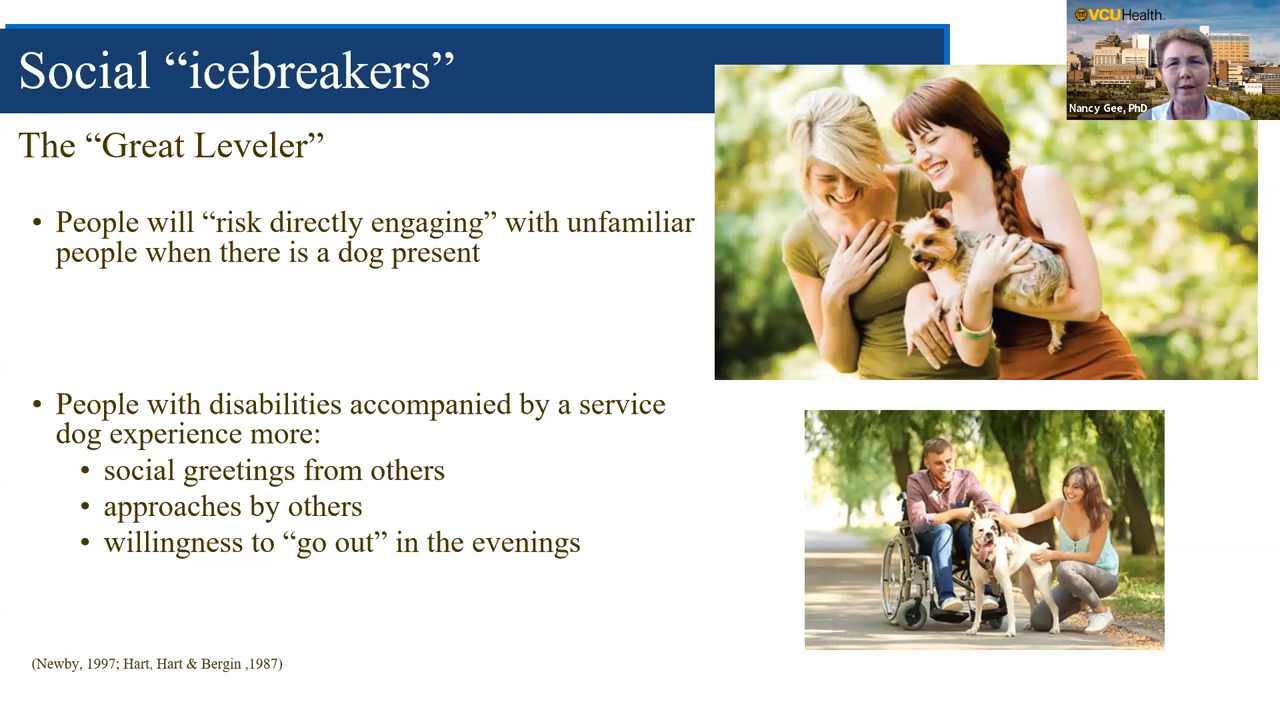 VCUHealth.
Social “icebreakers”
Nancy Gee, PhD
The “Great Leveler”
• People will “risk directly engaging” with unfamiliar
people when there is a dog present
• People with disabilities accompanied by a service
dog experience more:
• social greetings from others
• approaches by others
• willingness to “go out” in the evenings
(Newby, 1997; Hart, Hart & Bergin ,1987)